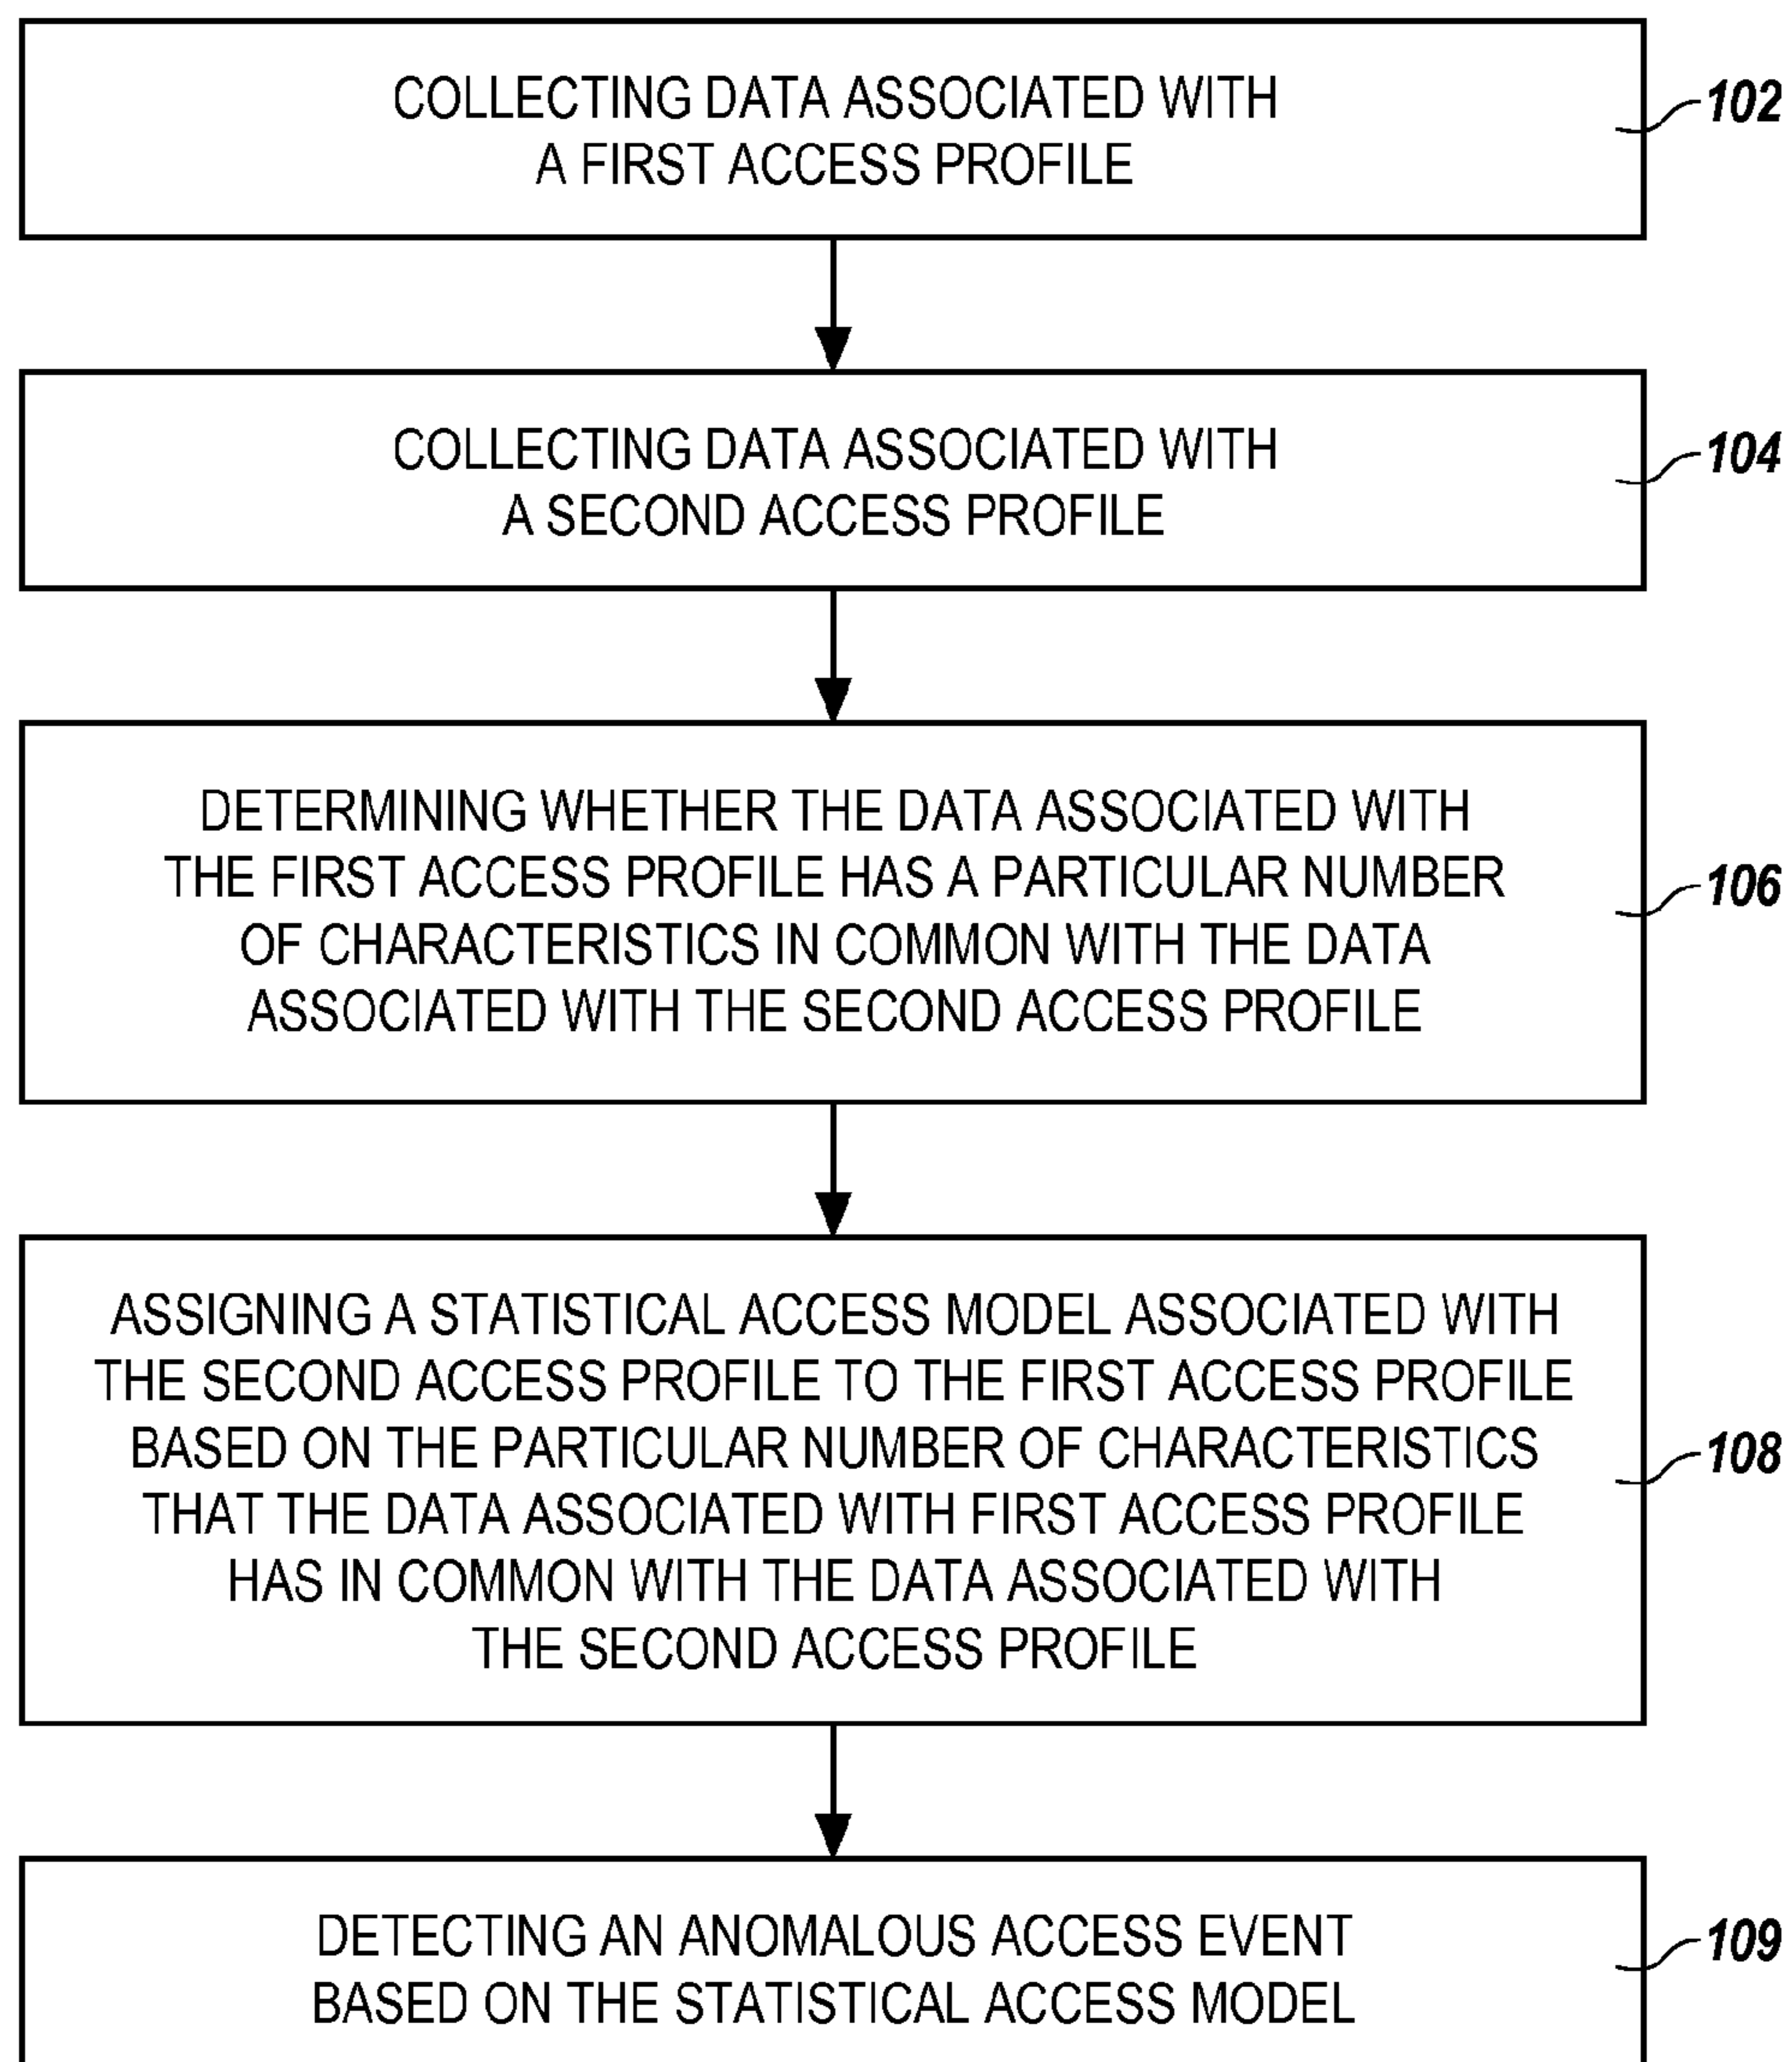 COLLECTING DATA ASSOCIATED WITH
A FIRST ACCESS PROFILE
102
COLLECTING DATA ASSOCIATED WITH
A SECOND ACCESS PROFILE
104
DETERMINING WHETHER THE DATA ASSOCIATED WITH
THE FIRST ACCESS PROFILE HAS A PARTICULAR NUMBER
OF CHARACTERISTICS IN COMMON WITH THE DATA
ASSOCIATED WITH THE SECOND ACCESS PROFILE
106
ASSIGNING A STATISTICAL ACCESS MODEL ASSOCIATED WITH
THE SECOND ACCESS PROFILE TO THE FIRST ACCESS PROFILE
BASED ON THE PARTICULAR NUMBER OF CHARACTERISTICS
THAT THE DATA ASSOCIATED WITH FIRST ACCESS PROFILE
HAS IN COMMON WITH THE DATA ASSOCIATED WITH
THE SECOND ACCESS PROFILE
108
DETECTING AN ANOMALOUS ACCESS EVENT
BASED ON THE STATISTICAL ACCESS MODEL
109